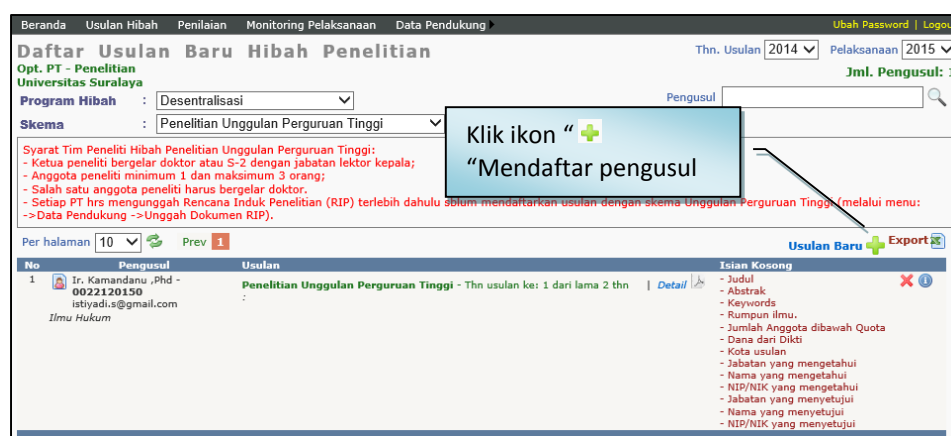 Beranda Usulan Hibah Penilaian Monitoring Pelaksanaan Data Pendukung Ubah Password | Logou
Daftar Usulan Baru Hibah Penelitian Thn. Usulan 2014 Pelaksanaan 2015
Opt. PT - Penelitian
Universitas Suralaya Jml. Pengusul:
Program Hibah : Desentralisasi Pengusul
Skema : Penelitian Unggulan Perguruan Tinggi
Klik ikon “
“Mendaftar pengusul
Syarat Tim Peneliti Hibah Penelitian Unggulan Perguruan Tinggi:
- Ketua peneliti bergelar doktor atau S-2 dengan jabatan lektor kepala;
- Anggota peneliti minimum 1 dan maksimum 3 orang;
- Salah satu anggota peneliti harus bergelar doktor.
- Setiap PT hrs mengunggah Rencana Induk Penelitian (RIP) terlebih dahulu sblum mendaftarkan usulan dengan skema Unggulan Perguruan Tinggi (melalui menu:
->Data Pendukung ->Unggah Dokumen RIP).
Per halaman 10 Prev 1 Usulan Baru Export
No Pengusul Usulan Isian Kosong
1 Ir. Kamandanu ,Phd - Penelitian Unggulan Perguruan Tinggi - Thn usulan ke: 1 dari lama 2 thn | Detail - Judul
0022120150 : - Abstrak
istiyadi.s@gmail.com - Keywords
Ilmu Hukum - Rumpun ilmu.
- Jumlah Anggota dibawah Quota
- Dana dari Dikti
- Kota usulan
- Jabatan yang mengetahui
- Nama yang mengetahui
- NIP/NIK yang mengetahui
- Jabatan yang menyetujui
- Nama yang menyetujui
- NIP/NIK yang menyetujui